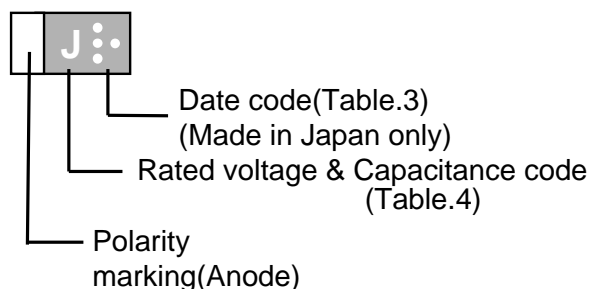 J
Date code(Table.3)
(Made in Japan only)
Rated voltage & Capacitance code
(Table.4)
Polarity
marking(Anode)